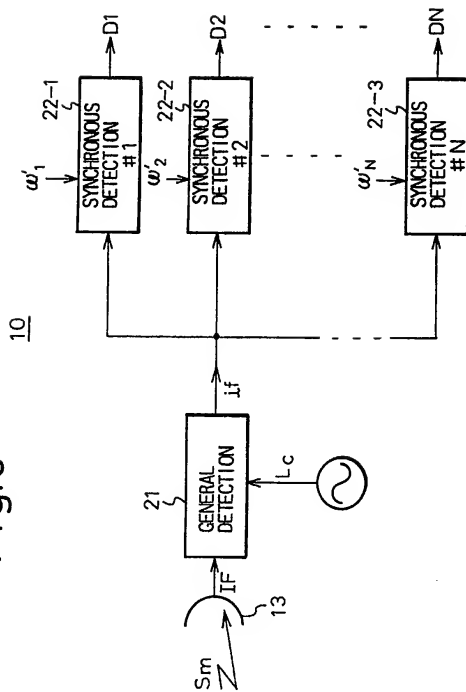 10
Sm
13
IF
21
GENERAL
DETECTION
Lc
if
ω'1
22-1
SYNCHRONOUS
DETECTION
#1
D1
ω'2
22-2
SYNCHRONOUS
DETECTION
#2
D2
ω'N
22-3
SYNCHRONOUS
DETECTION
#N
DN